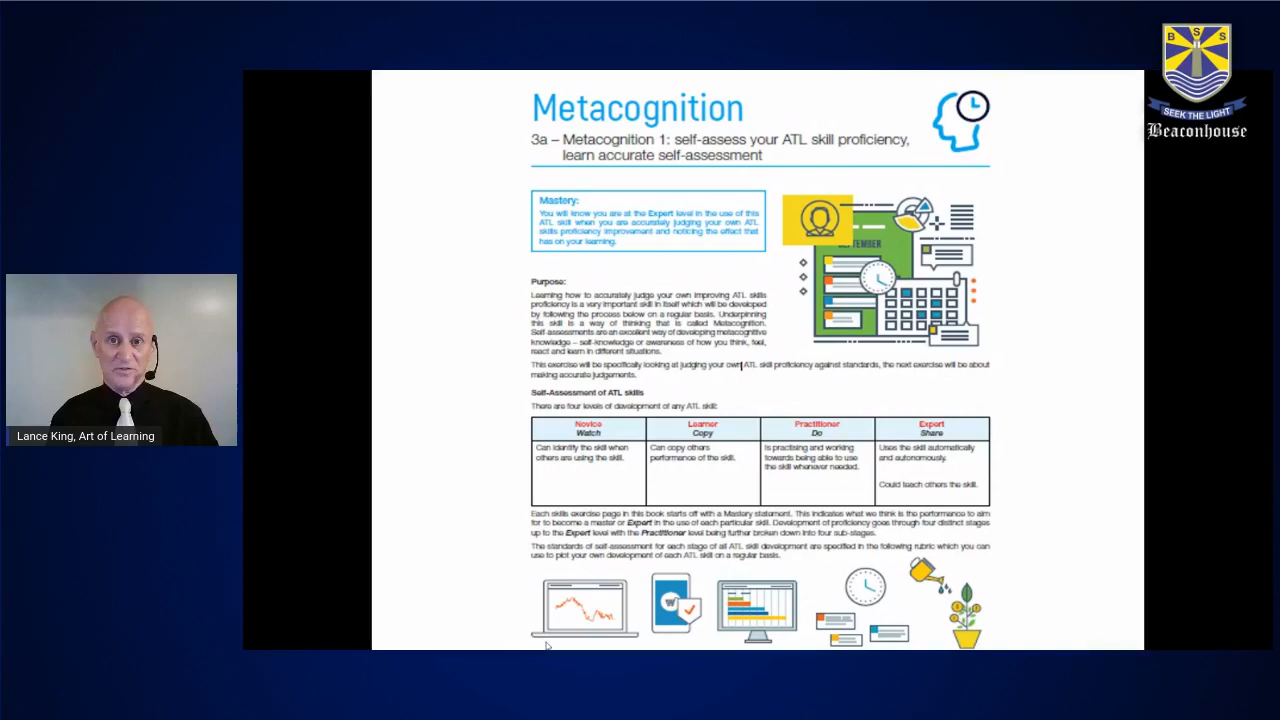 Metacognition
3a – Metacognition 1: self-assess your ATL skill proficiency,
learn accurate self-assessment
Mastery:
You will know you are at the Expert level in the use of this
ATL skill when you are accurately judging your own ATL
skills proficiency improvement and noticing the effect that
has on your learning.
SEPTEMBER
Purpose:
Learning how to accurately judge your own improving ATL skills
proficiency is a very important skill in itself which will be developed
by following the process below on a regular basis. Underpinning
this skill is a way of thinking that is called Metacognition.
Self-assessments are an excellent way of developing metacognitive
knowledge – self-knowledge or awareness of how you think, feel,
react and learn in different situations.
This exercise will be specifically looking at judging your own ATL skill proficiency against standards, the next exercise will be about
making accurate judgements.
Self-Assessment of ATL skills
There are four levels of development of any ATL skill:
Novice
Watch
Learner
Copy
Practitioner
Do
Expert
Share
Can identify the skill when
others are using the skill.
Can copy others
performance of the skill.
Is practising and working
towards being able to use
the skill whenever needed.
Uses the skill automatically
and autonomously.
Could teach others the skill.
Each skills exercise page in this book starts off with a Mastery statement. This indicates what we think is the performance to aim
for to become a master or Expert in the use of each particular skill. Development of proficiency goes through four distinct stages
up to the Expert level with the Practitioner level being further broken down into four sub-stages.
The standards of self-assessment for each stage of all ATL skill development are specified in the following rubric which you can
use to plot your own development of each ATL skill on a regular basis.
Lance King, Art of Learning
B S S
SEEK THE LIGHT
Beaconhouse